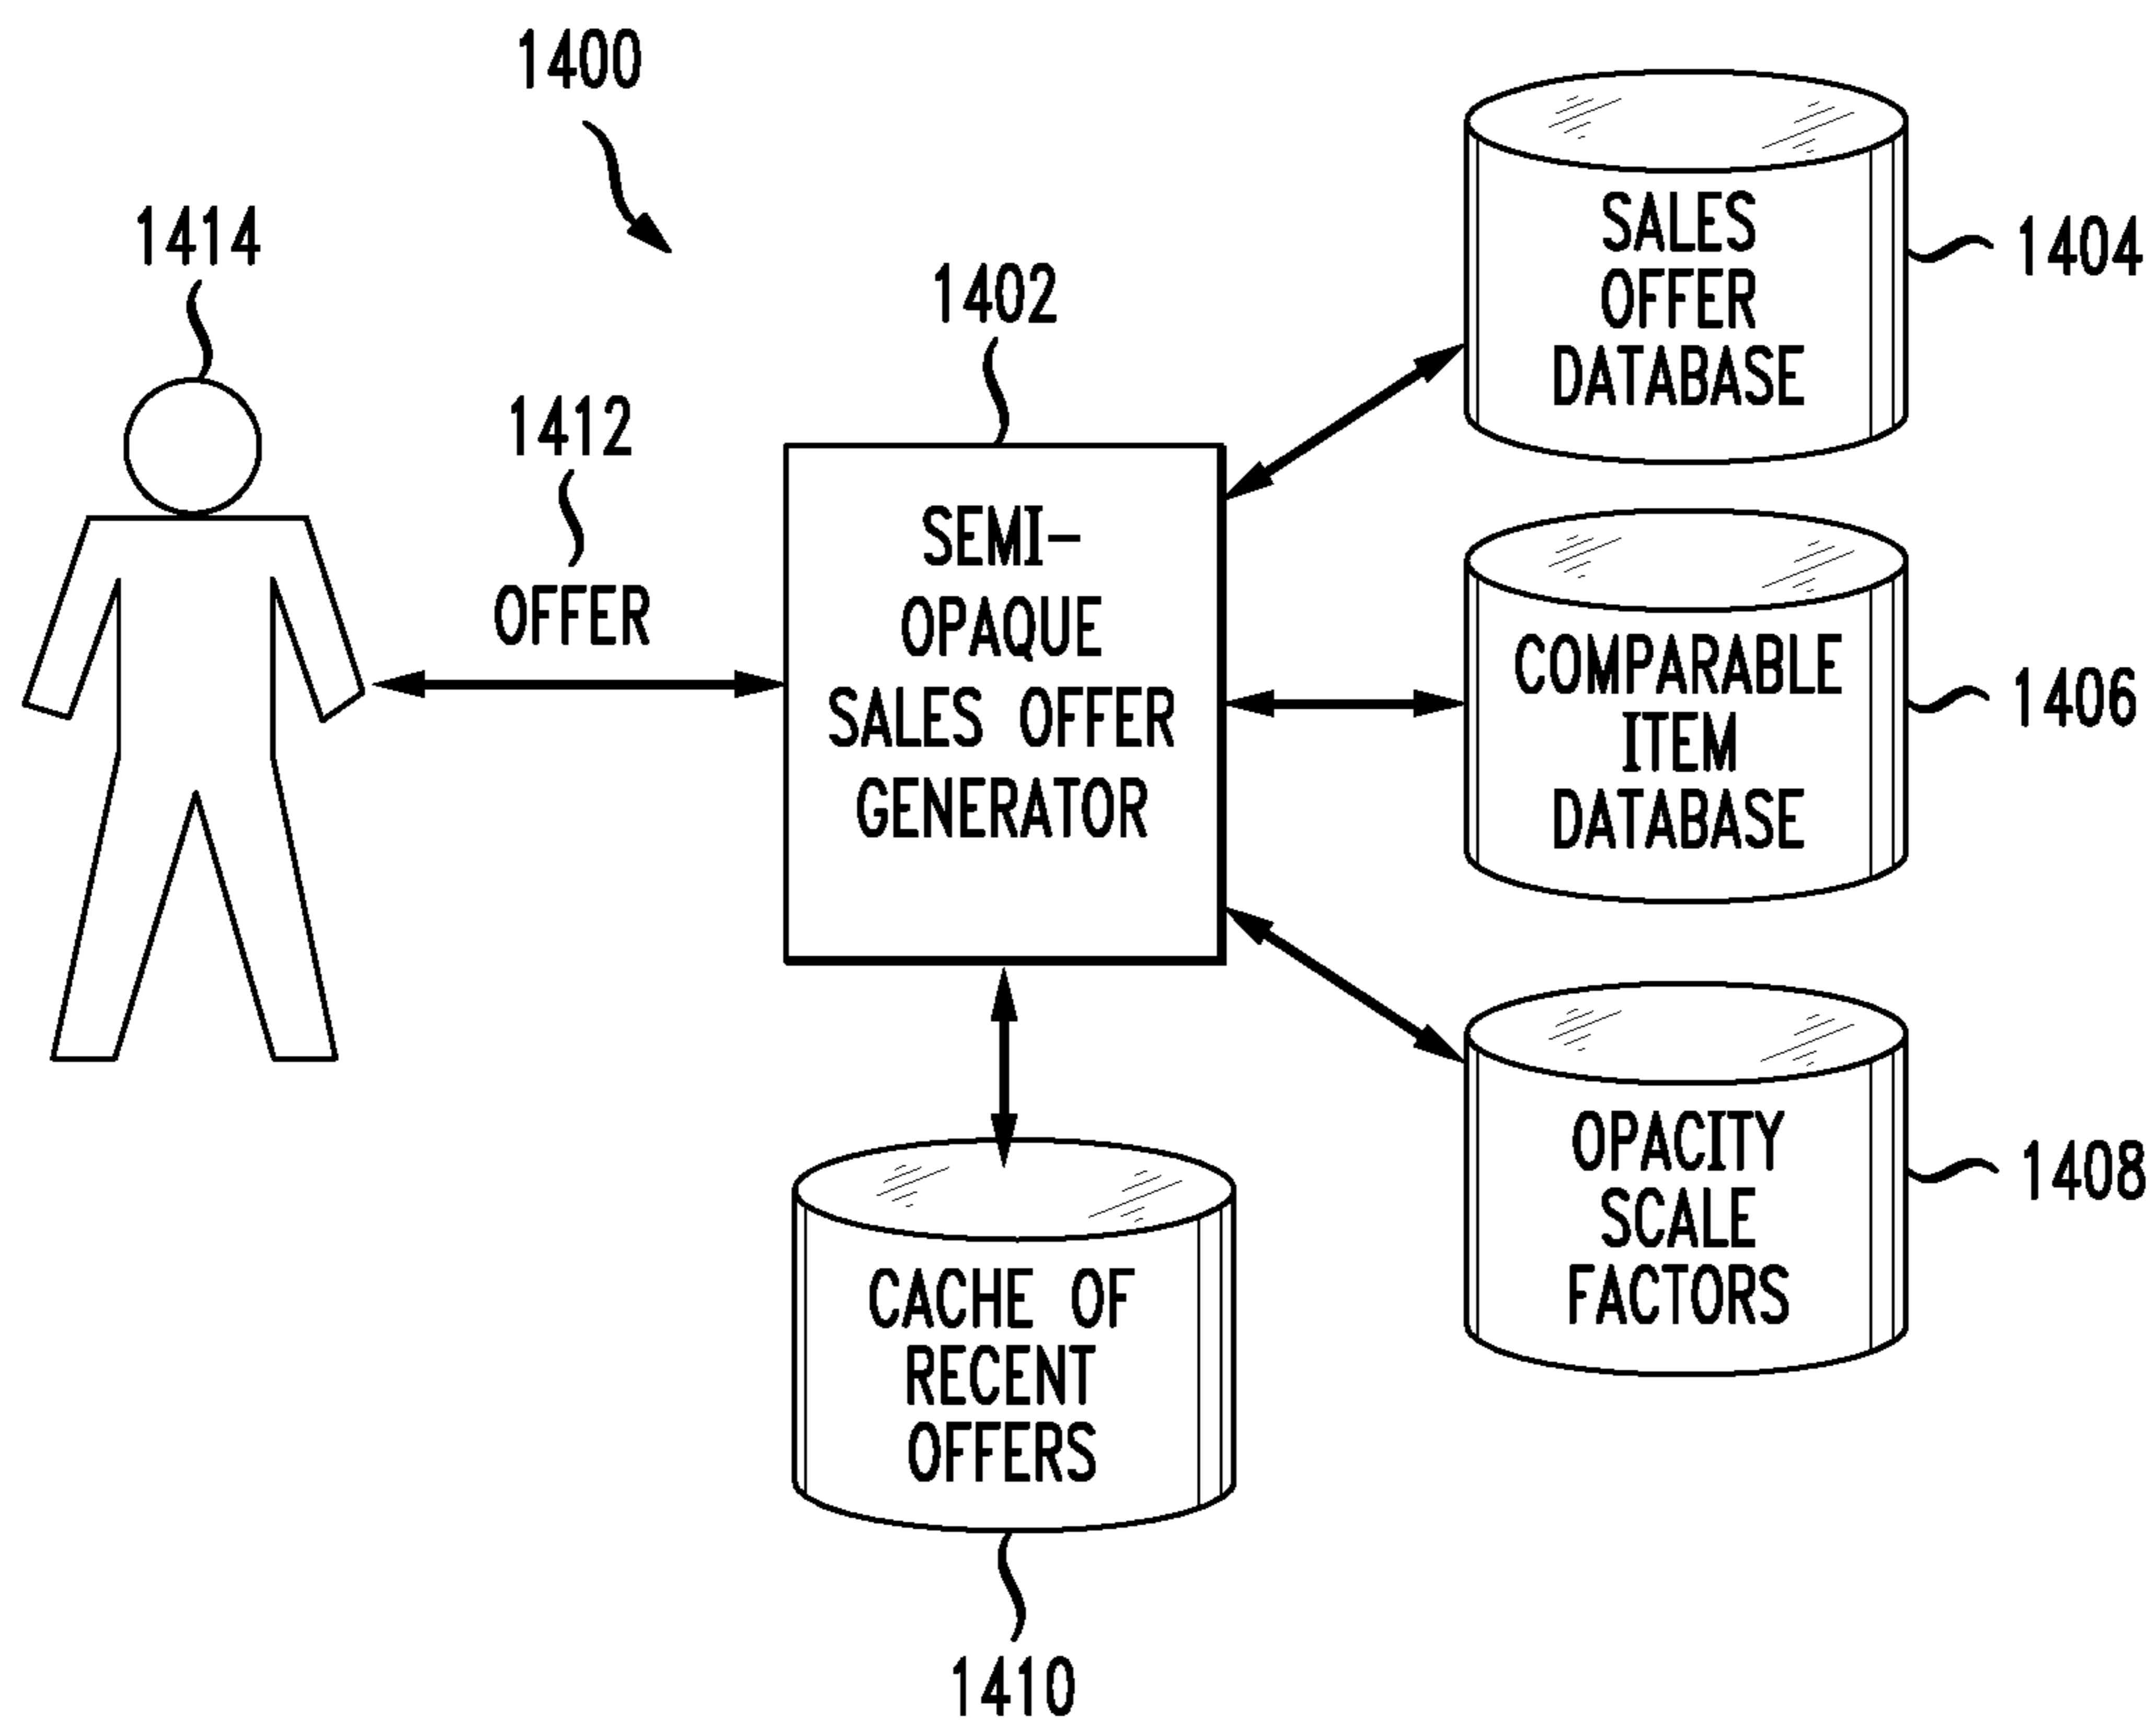 1400
1414
1402
1412
OFFER
SEMI-
OPAQUE
SALES OFFER
GENERATOR
SALES
OFFER
DATABASE
1404
COMPARABLE
ITEM
DATABASE
1406
OPACITY
SCALE
FACTORS
1408
CACHE OF
RECENT
OFFERS
1410